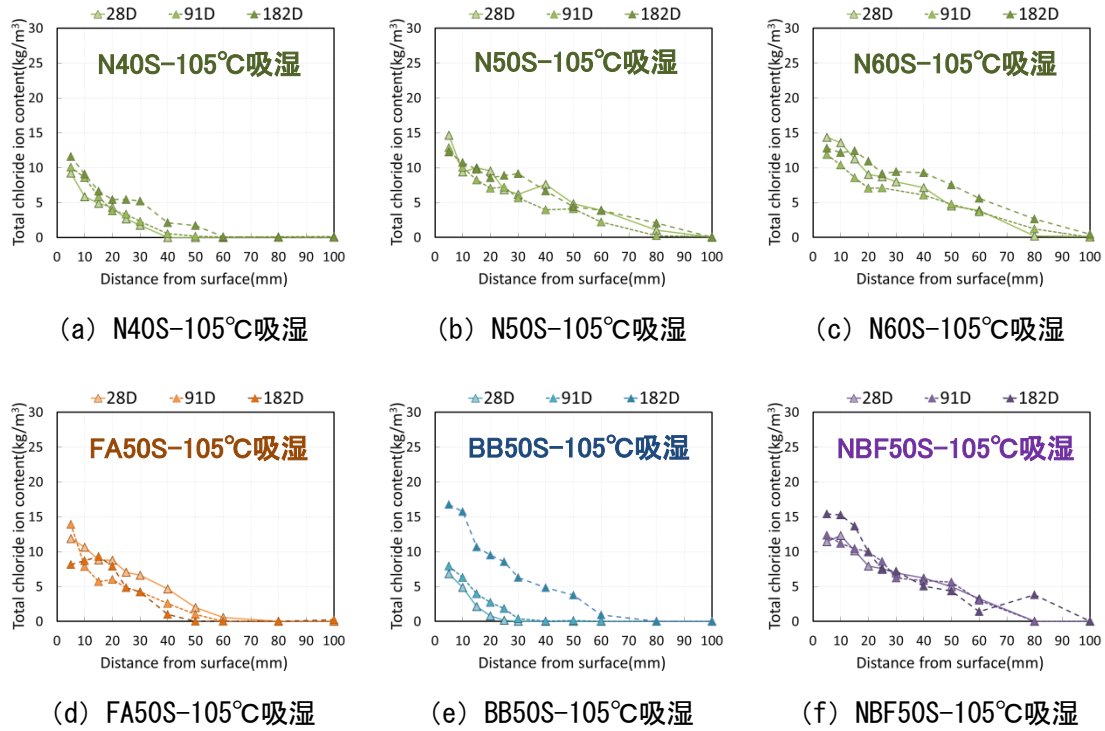 28D 91D 182D
28D 91D 182D
28D 91D 182D
Total chloride ion content(kg/m³)
30
25
20
15
10
5
0
N40S-105℃吸湿
0 10 20 30 40 50 60 70 80 90 100
Distance from surface(mm)
Total chloride ion content(kg/m³)
30
25
20
15
10
5
0
N50S-105℃吸湿
0 10 20 30 40 50 60 70 80 90 100
Distance from surface(mm)
Total chloride ion content(kg/m³)
30
25
20
15
10
5
0
N60S-105℃吸湿
0 10 20 30 40 50 60 70 80 90 100
Distance from surface(mm)
(a) N40S-105℃吸湿
(b) N50S-105℃吸湿
(c) N60S-105℃吸湿
28D 91D 182D
28D 91D 182D
28D 91D 182D
Total chloride ion content(kg/m³)
30
25
20
15
10
5
0
FA50S-105℃吸湿
0 10 20 30 40 50 60 70 80 90 100
Distance from surface(mm)
Total chloride ion content(kg/m³)
30
25
20
15
10
5
0
BB50S-105℃吸湿
0 10 20 30 40 50 60 70 80 90 100
Distance from surface(mm)
Total chloride ion content(kg/m³)
30
25
20
15
10
5
0
NBF50S-105℃吸湿
0 10 20 30 40 50 60 70 80 90 100
Distance from surface(mm)
(d) FA50S-105℃吸湿
(e) BB50S-105℃吸湿
(f) NBF50S-105℃吸湿